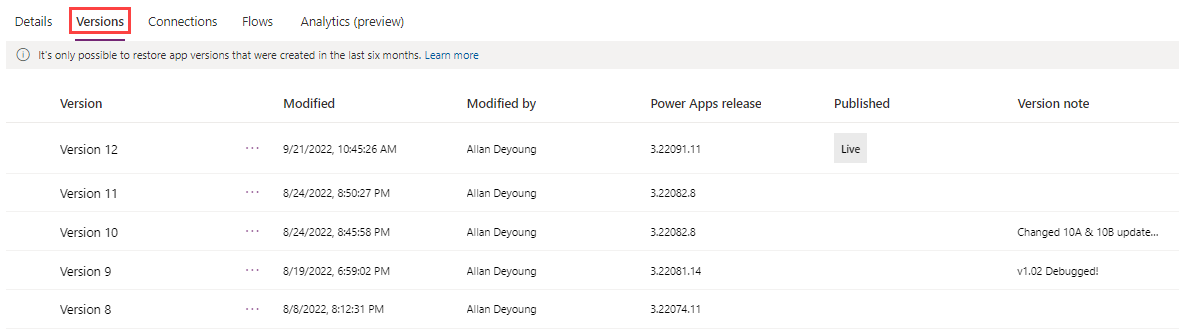 Details Versions Connections Flows Analytics (preview)
It's only possible to restore app versions that were created in the last six months. Learn more
Version Modified Modified by Power Apps release Published Version note
Version 12 ··· 9/21/2022, 10:45:26 AM Allan Deyoung 3.22091.11 Live
Version 11 ··· 8/24/2022, 8:50:27 PM Allan Deyoung 3.22082.8
Version 10 ··· 8/24/2022, 8:45:58 PM Allan Deyoung 3.22082.8 Changed 10A & 10B update...
Version 9 ··· 8/19/2022, 6:59:02 PM Allan Deyoung 3.22081.14 v1.02 Debugged!
Version 8 ··· 8/8/2022, 8:12:31 PM Allan Deyoung 3.22074.11